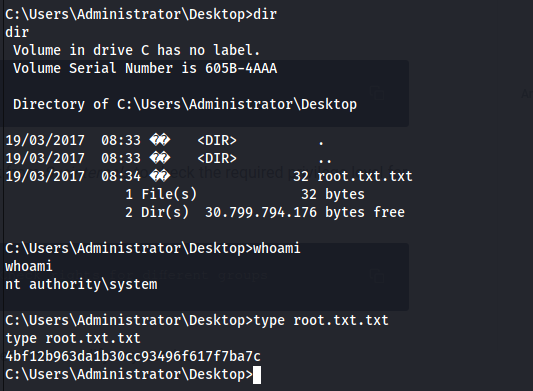 C:\Users\Administrator\Desktop>dir
dir
 Volume in drive C has no label.
 Volume Serial Number is 605B-4AAA

 Directory of C:\Users\Administrator\Desktop

19/03/2017  08:33 ��    <DIR>          .
19/03/2017  08:33 ��    <DIR>          ..
19/03/2017  08:34 ��                32 root.txt.txt
               1 File(s)             32 bytes
               2 Dir(s)  30.799.794.176 bytes free

C:\Users\Administrator\Desktop>whoami
whoami
nt authority\system

C:\Users\Administrator\Desktop>type root.txt.txt
type root.txt.txt
4bf12b963da1b30cc93496f617f7ba7c
C:\Users\Administrator\Desktop>